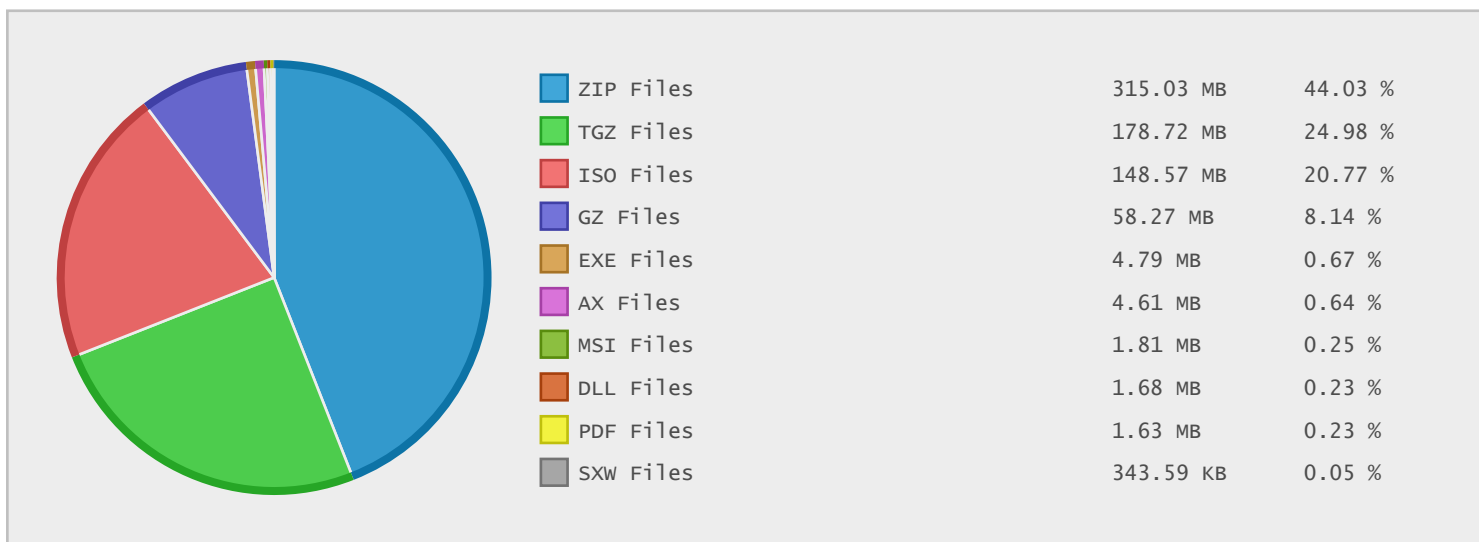 ZIP Files 315.03 MB 44.03 %
TGZ Files 178.72 MB 24.98 %
ISO Files 148.57 MB 20.77 %
GZ Files 58.27 MB 8.14 %
EXE Files 4.79 MB 0.67 %
AX Files 4.61 MB 0.64 %
MSI Files 1.81 MB 0.25 %
DLL Files 1.68 MB 0.23 %
PDF Files 1.63 MB 0.23 %
SXW Files 343.59 KB 0.05 %